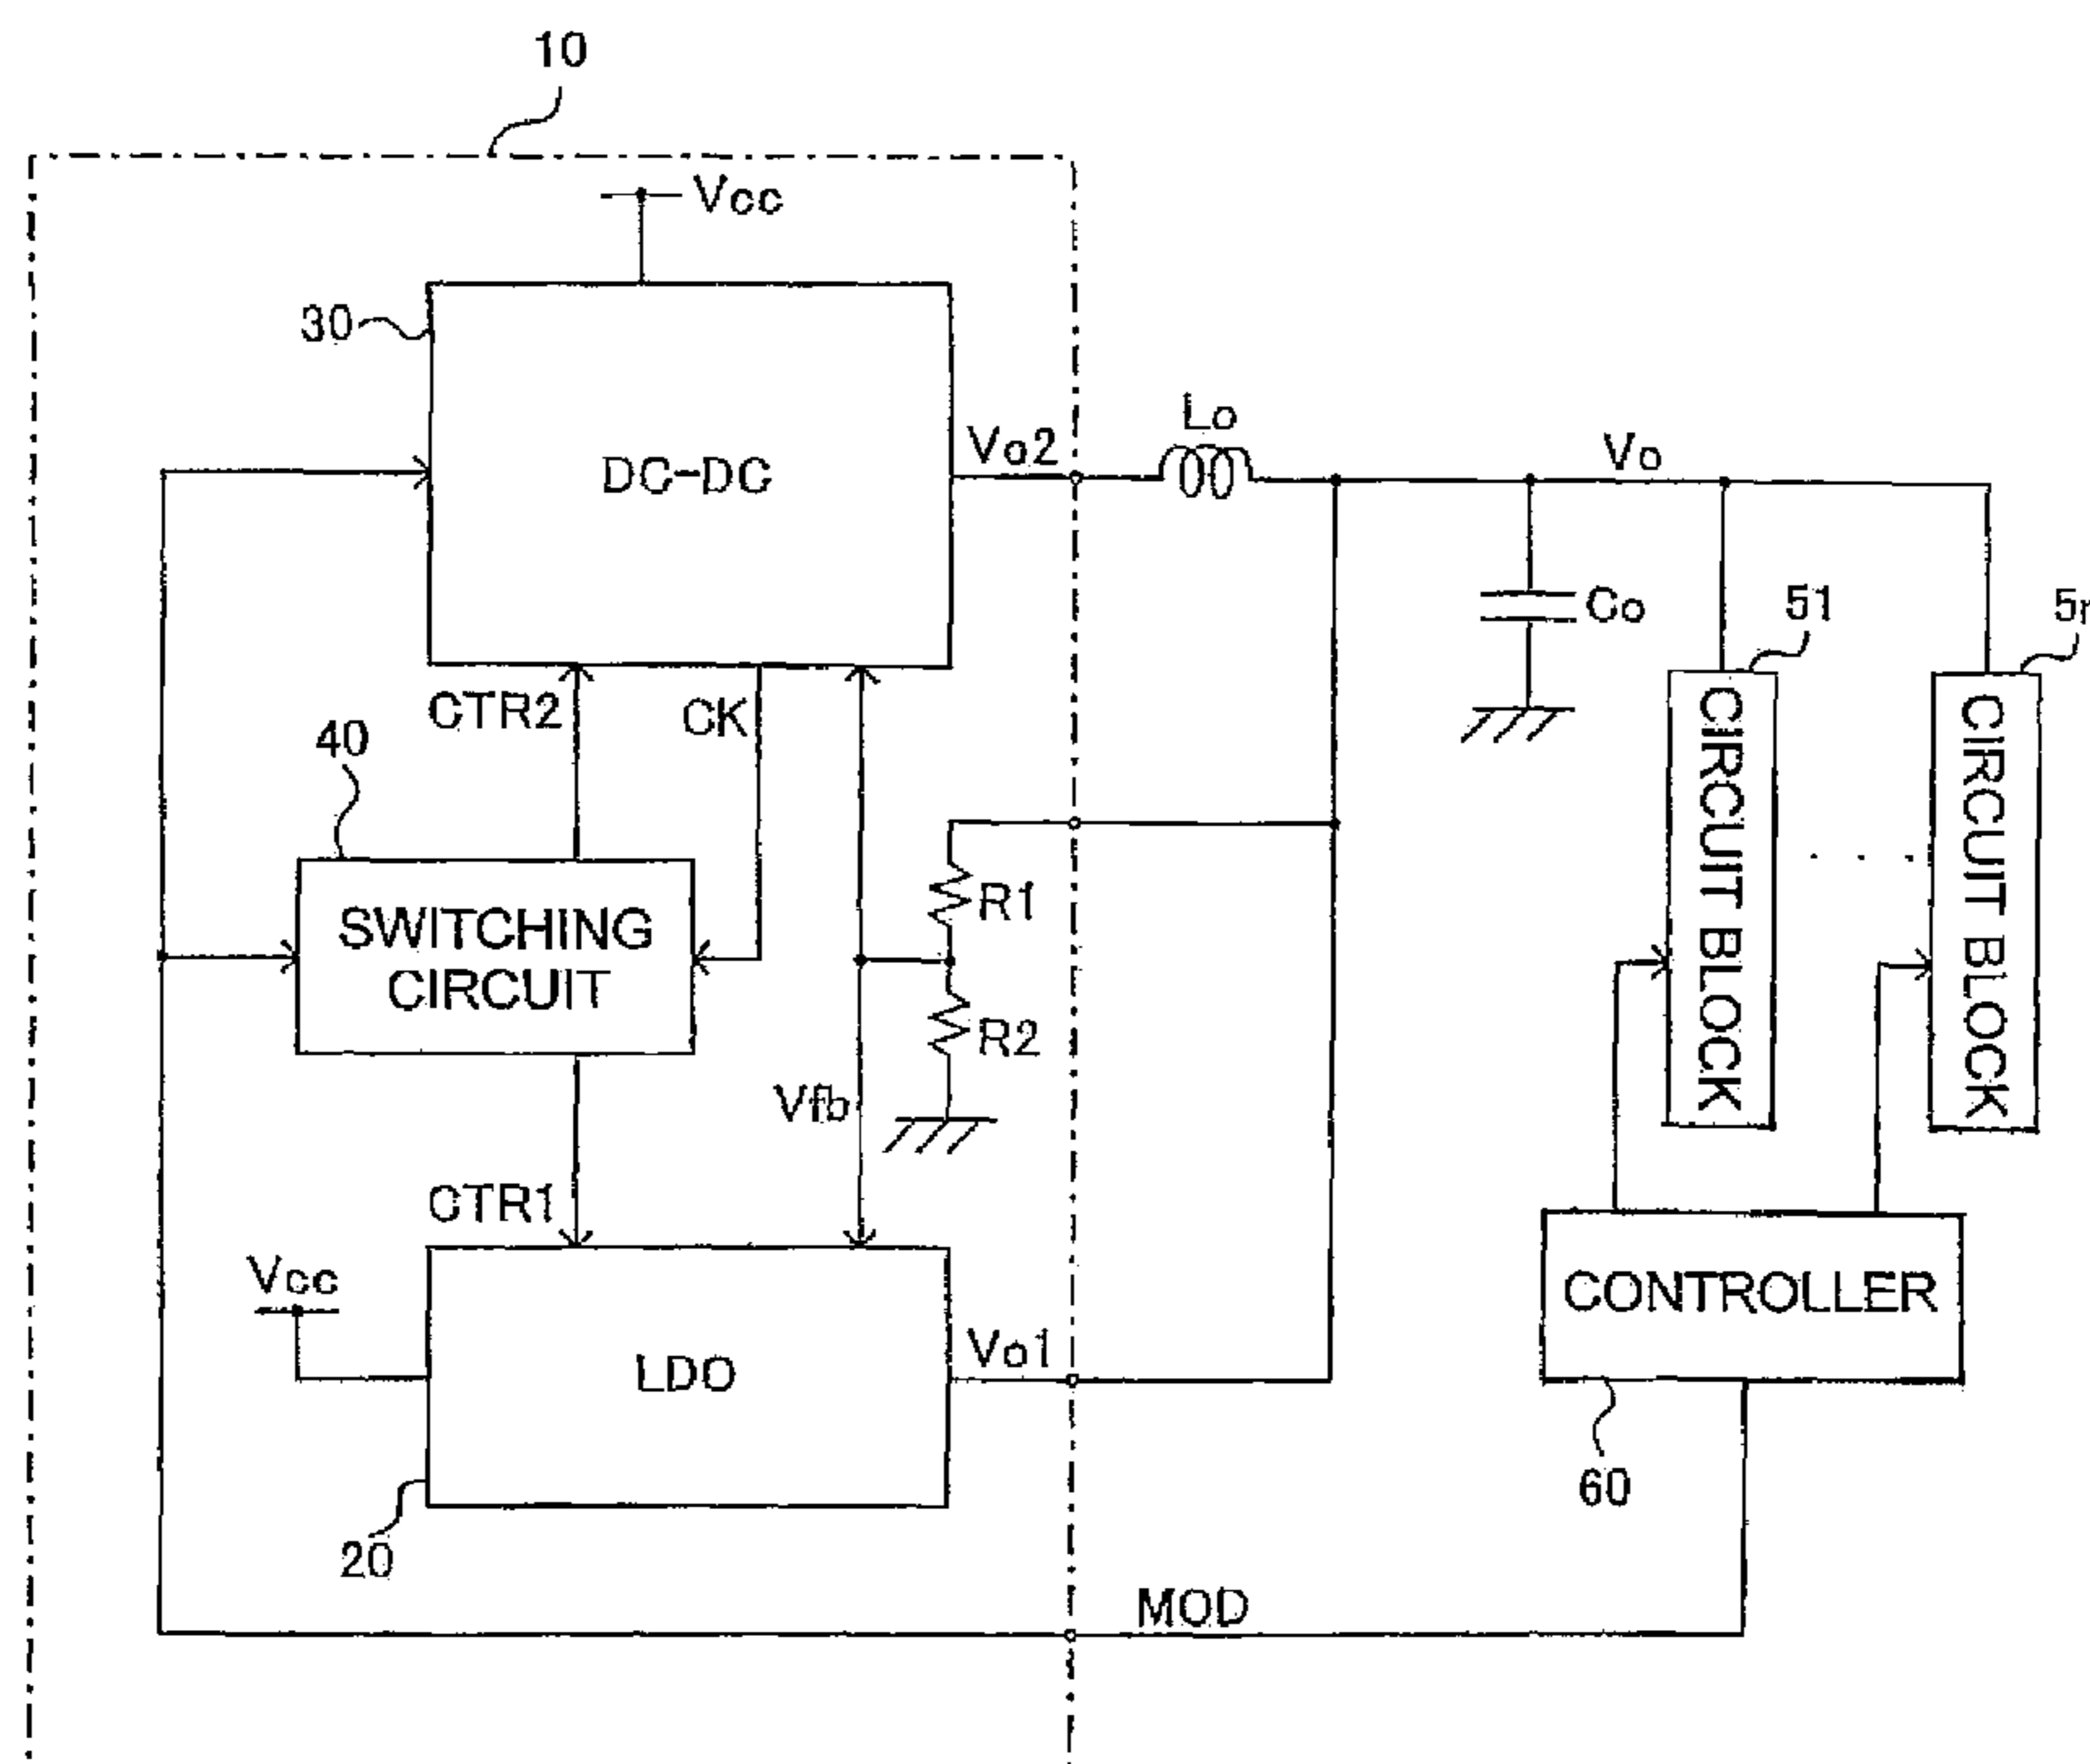 10
Vcc
30
DC-DC
Vo2
Lo
Vo
Co
51
CTR2
CK
40
SWITCHING
CIRCUIT
R1
R2
Vfb
CIRCUIT BLOCK
. . .
CIRCUIT BLOCK
CTR1
Vcc
LDO
Vo1
CONTROLLER
20
60
MOD